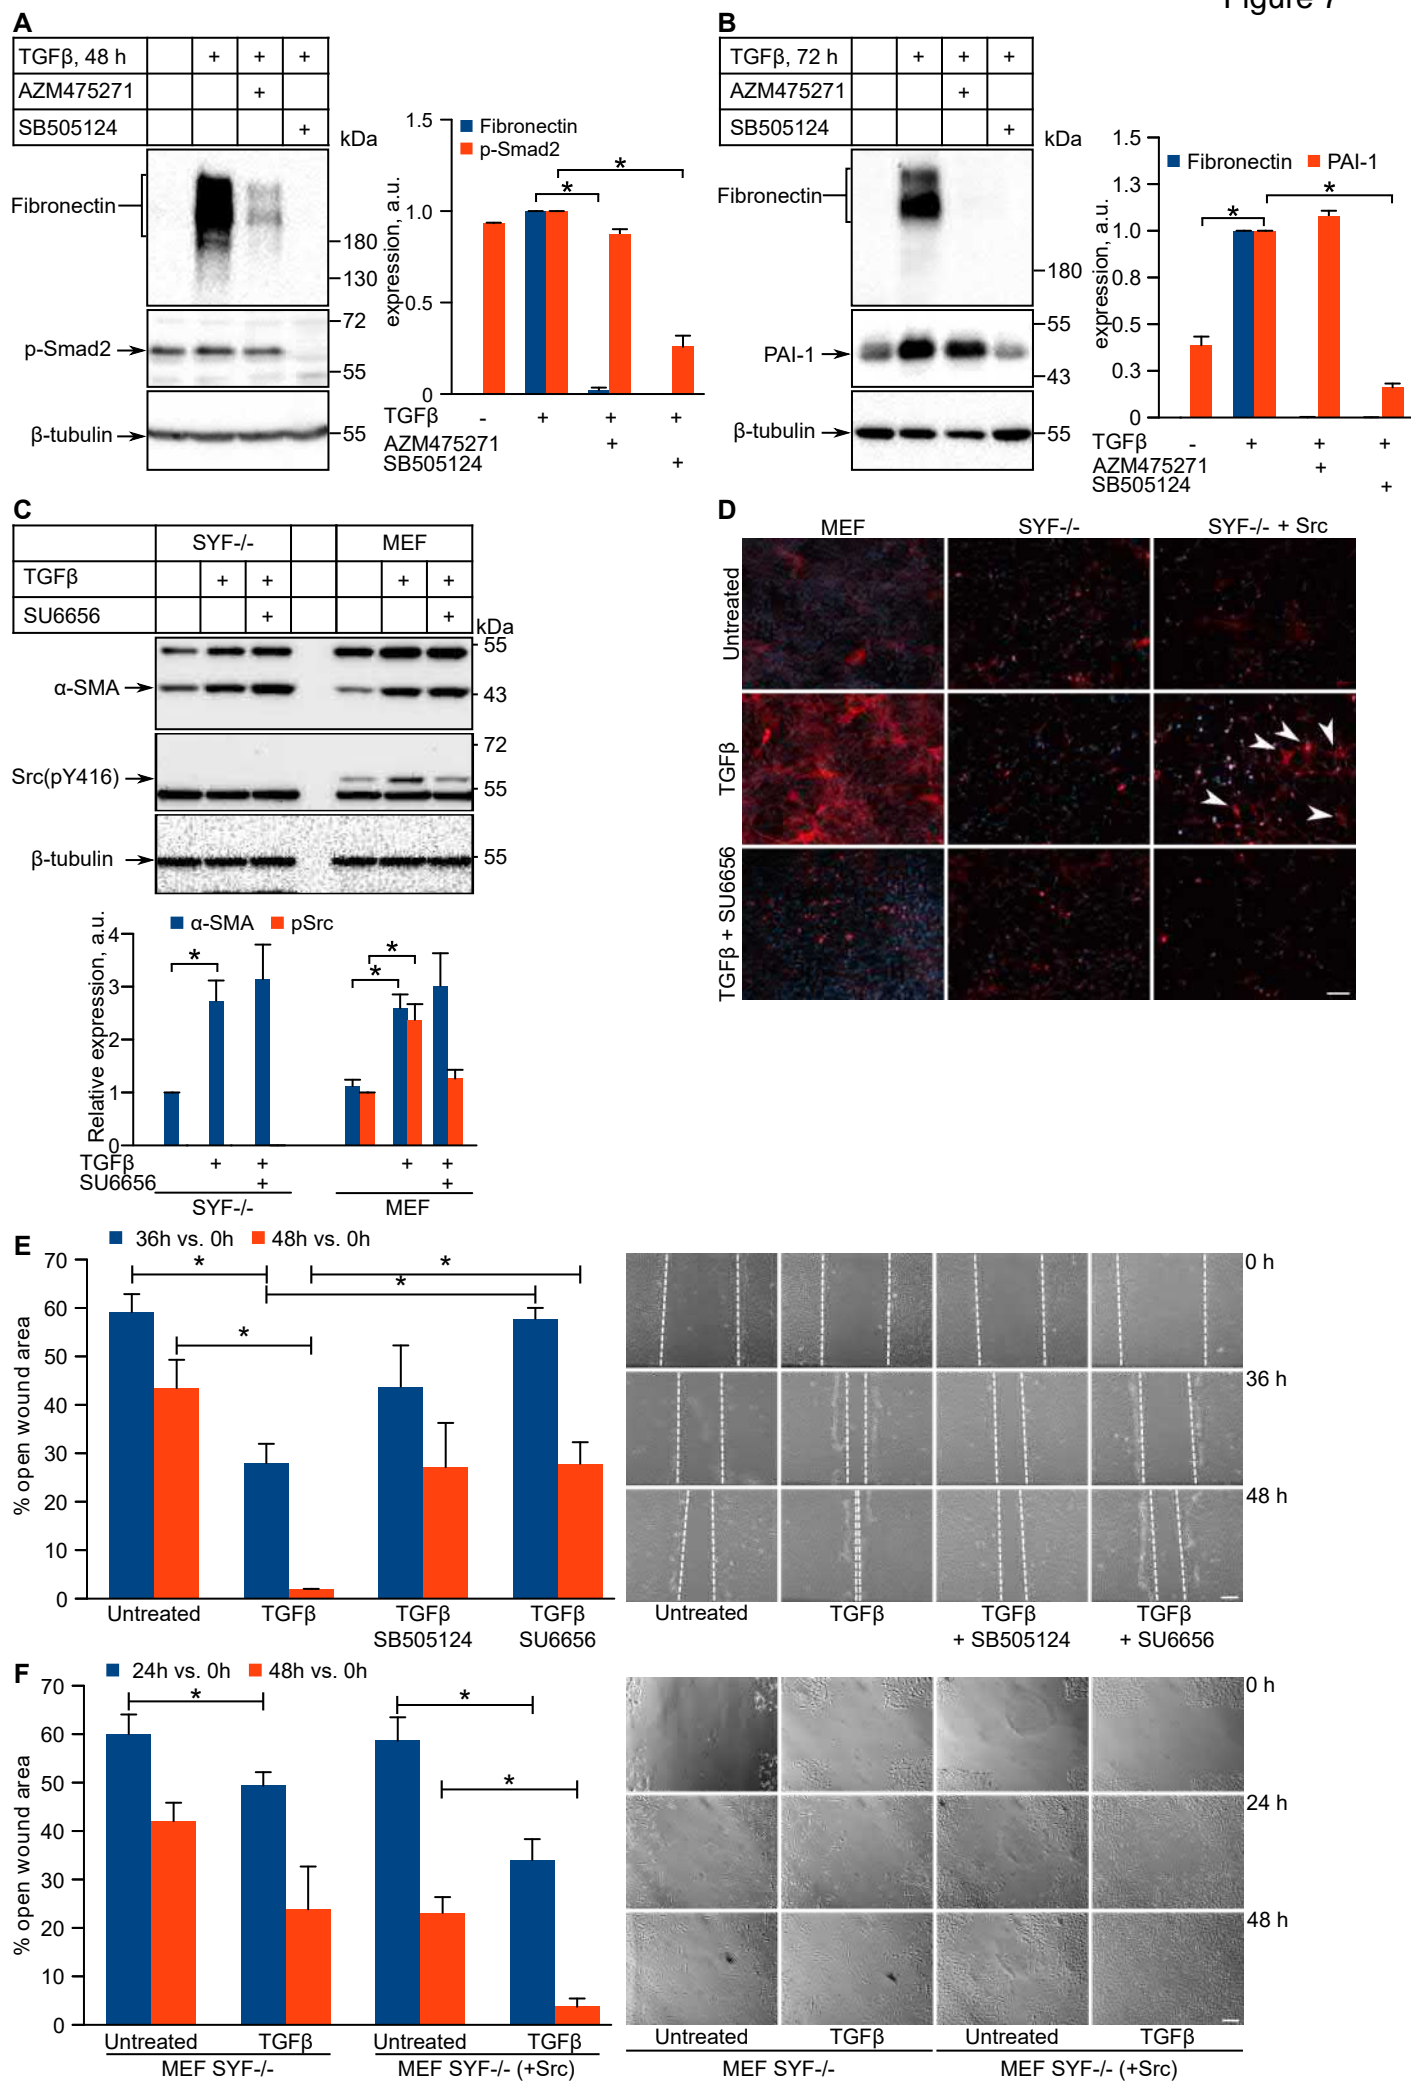 Figure 7
A
TGFβ, 48 h + + +
AZM475271 +
SB505124 +
kDa
Fibronectin
180
130
72
p-Smad2
55
β-tubulin
55
1.5
1.0
0.5
0
expression, a.u.
Fibronectin
p-Smad2
*
*
TGFβ - + + +
AZM475271 +
SB505124 +
B
TGFβ, 72 h + + +
AZM475271 +
SB505124 +
kDa
Fibronectin
180
55
PAI-1
43
β-tubulin
55
1.5
1.3
1.0
0.8
0.5
0.3
0
expression, a.u.
Fibronectin PAI-1
*
*
TGFβ - + + +
AZM475271 +
SB505124 +
C
SYF-/- MEF
TGFβ + + + +
SU6656 + +
kDa
55
α-SMA
43
72
Src(pY416)
55
β-tubulin
55
α-SMA pSrc
Relative expression, a.u.
4
3
2
1
0
*
*
*
TGFβ + + + +
SU6656 + +
SYF-/- MEF
D
MEF SYF-/- SYF-/- + Src
Untreated
TGFβ
TGFβ + SU6656
E
36h vs. 0h 48h vs. 0h
% open wound area
70
60
50
40
30
20
10
0
*
*
*
*
Untreated TGFβ TGFβ TGFβ
SB505124 SU6656
0 h
36 h
48 h
Untreated TGFβ TGFβ TGFβ
+ SB505124 + SU6656
F
24h vs. 0h 48h vs. 0h
% open wound area
70
60
50
40
30
20
10
0
*
*
*
Untreated TGFβ Untreated TGFβ
MEF SYF-/- MEF SYF-/- (+Src)
0 h
24 h
48 h
Untreated TGFβ Untreated TGFβ
MEF SYF-/- MEF SYF-/- (+Src)